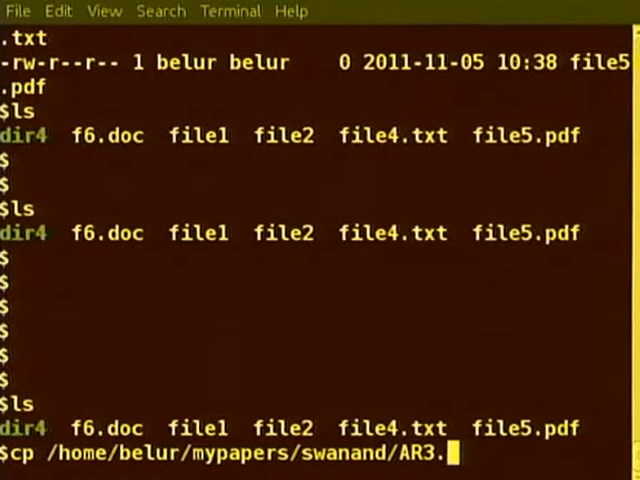 File Edit View Search Terminal Help
.txt
-rw-r--r-- 1 belur belur    0 2011-11-05 10:38 file5
.pdf
$ls
dir4  f6.doc  file1  file2  file4.txt  file5.pdf
$
$
$ls
dir4  f6.doc  file1  file2  file4.txt  file5.pdf
$
$
$
$
$
$
$ls
dir4  f6.doc  file1  file2  file4.txt  file5.pdf
$cp /home/belur/mypapers/swanand/AR3.